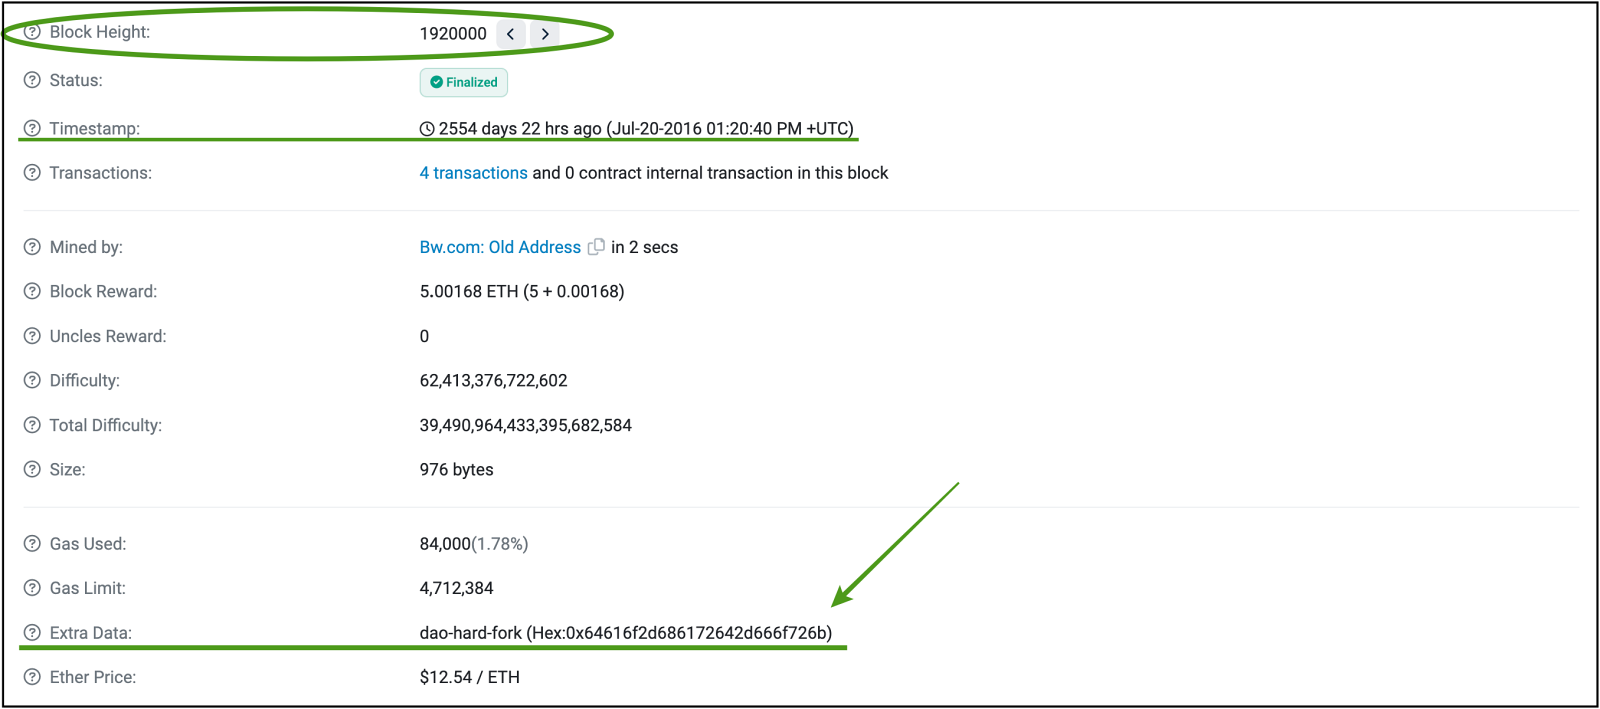 Block Height: 1920000
Status: Finalized
Timestamp: 2554 days 22 hrs ago (Jul-20-2016 01:20:40 PM +UTC)
Transactions: 4 transactions and 0 contract internal transaction in this block
Mined by: Bw.com: Old Address in 2 secs
Block Reward: 5.00168 ETH (5 + 0.00168)
Uncles Reward: 0
Difficulty: 62,413,376,722,602
Total Difficulty: 39,490,964,433,395,682,584
Size: 976 bytes
Gas Used: 84,000(1.78%)
Gas Limit: 4,712,384
Extra Data: dao-hard-fork (Hex:0x64616f2d686172642d666f726b)
Ether Price: $12.54 / ETH